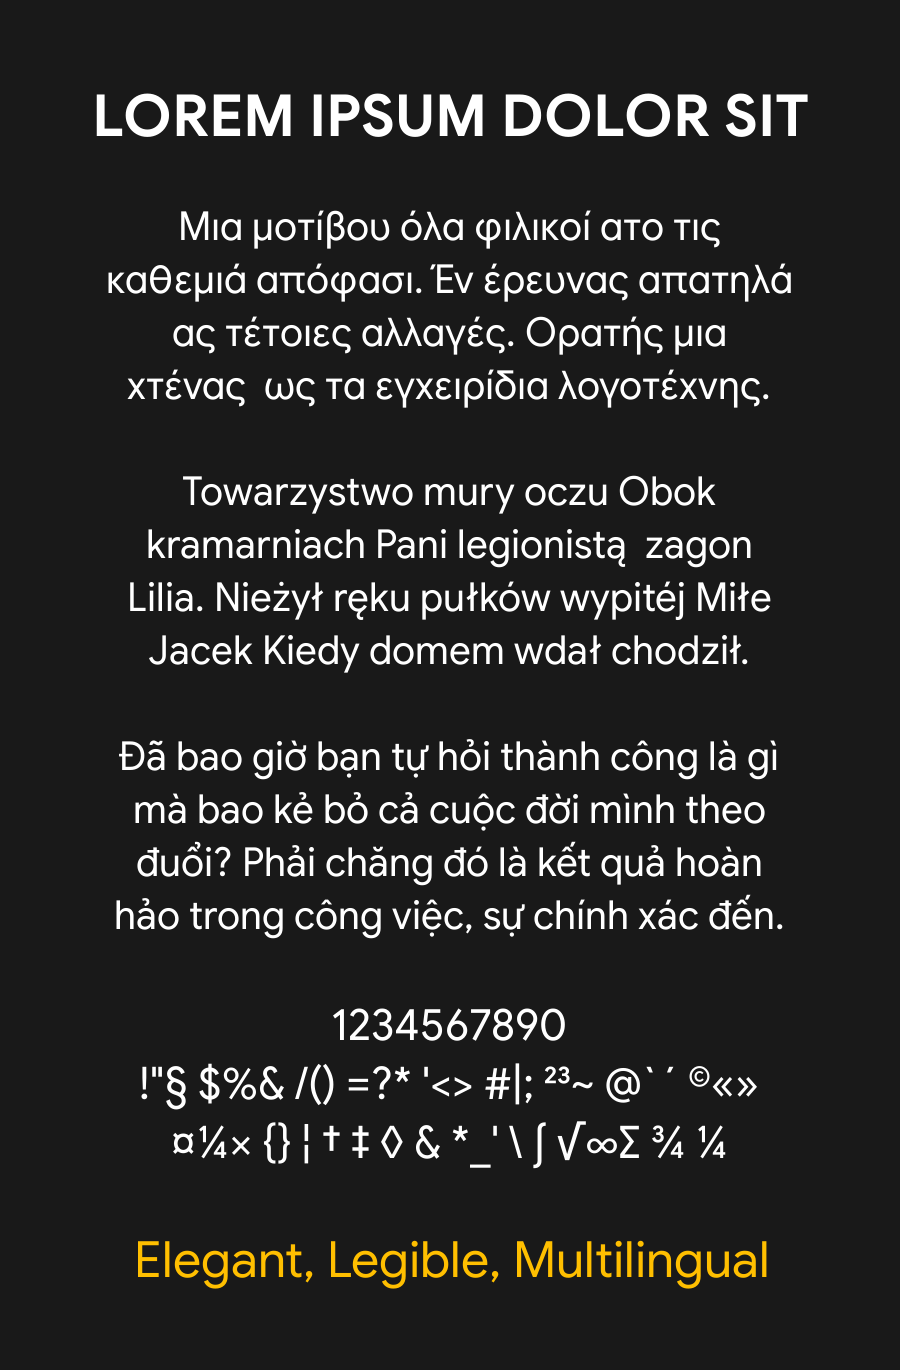 LOREM IPSUM DOLOR SIT
Μια μοτίβου όλα φιλικοί ατο τις
καθεμιά απόφασι. Έν έρευνας απατηλά
ας τέτοιες αλλαγές. Ορατής μια
χτένας  ως τα εγχειρίδια λογοτέχνης.
Towarzystwo mury oczu Obok
kramarniach Pani legionistą  zagon
Lilia. Nieżył ręku pułków wypitéj Miłe
Jacek Kiedy domem wdał chodził.
Đã bao giờ bạn tự hỏi thành công là gì
mà bao kẻ bỏ cả cuộc đời mình theo
đuổi? Phải chăng đó là kết quả hoàn
hảo trong công việc, sự chính xác đến.
1234567890
!"§ $%& /() =?* '<> #|; ²³~ @`´ ©«»
¤¼× {} ¦ † ‡ ◊ & *_' \ ∫ √∞Σ ¾ ¼
Elegant, Legible, Multilingual